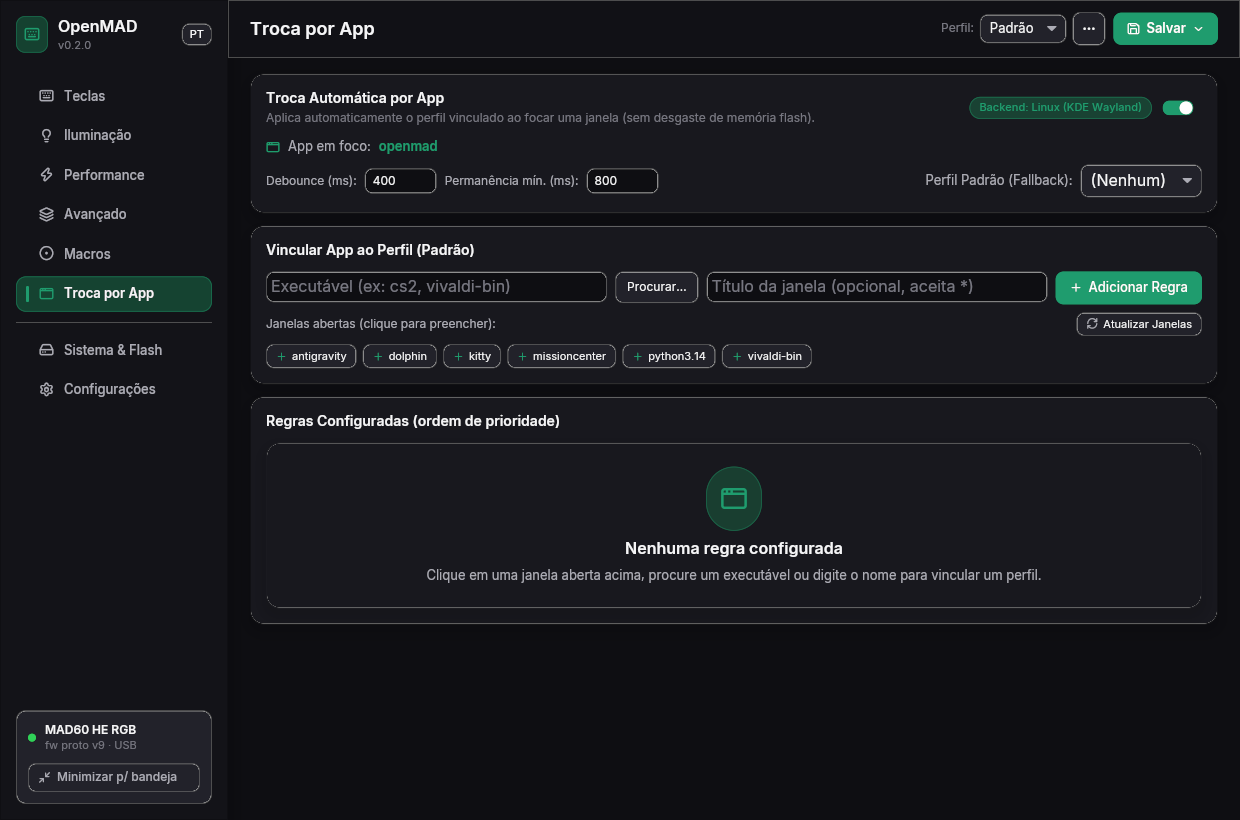 OpenMAD
v0.2.0
PT
Teclas
Iluminação
Performance
Avançado
Macros
Troca por App
Sistema & Flash
Configurações
MAD60 HE RGB
fw proto v9 · USB
Minimizar p/ bandeja
Troca por App
Perfil: Padrão ... Salvar
Troca Automática por App
Aplica automaticamente o perfil vinculado ao focar uma janela (sem desgaste de memória flash).
Backend: Linux (KDE Wayland)
App em foco: openmad
Debounce (ms): 400 Permanência mín. (ms): 800 Perfil Padrão (Fallback): (Nenhum)
Vincular App ao Perfil (Padrão)
Executável (ex: cs2, vivaldi-bin) Procurar... Título da janela (opcional, aceita *) + Adicionar Regra
Janelas abertas (clique para preencher): Atualizar Janelas
+ antigravity + dolphin + kitty + missioncenter + python3.14 + vivaldi-bin
Regras Configuradas (ordem de prioridade)
Nenhuma regra configurada
Clique em uma janela aberta acima, procure um executável ou digite o nome para vincular um perfil.